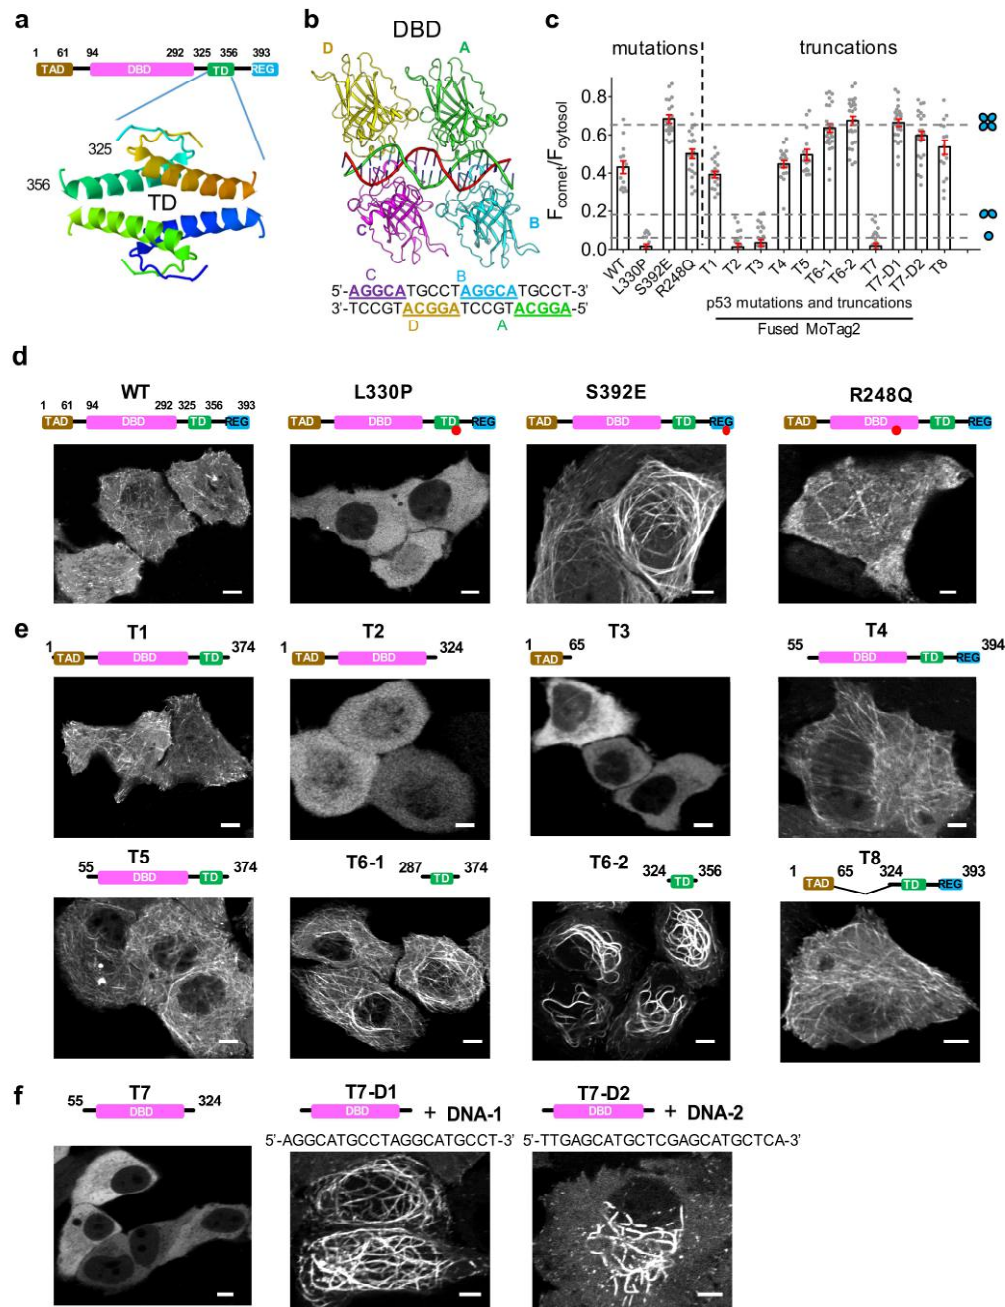 a
1 61 94 292 325 356 393
TAD DBD TD REG
325
356
TD
b
DBD
D A
C B
C B
5'-AGGCATGCCTAGGCATGCCT-3'
3'-TCCGTACGGATCCGTACGGA-5'
D A
c
mutations truncations
Fcomet/Fcytosol
0.8
0.6
0.4
0.2
0.0
WT L330P S392E R248Q T1 T2 T3 T4 T5 T6-1 T6-2 T7 T7-D1 T7-D2 T8
p53 mutations and truncations
Fused MoTag2
d
WT L330P S392E R248Q
1 61 94 292 325 356 393
TAD DBD TD REG TAD DBD TD REG TAD DBD TD REG TAD DBD TD REG
e
T1 T2 T3 T4
1 374 1 324 1 65 55 394
TAD DBD TD TAD DBD TAD DBD TD REG
T5 T6-1 T6-2 T8
55 374 287 374 324 356 1 65 324 393
DBD TD TD TD TAD TD REG
f
T7 T7-D1 T7-D2
55 324
DBD DBD + DNA-1 DBD + DNA-2
5'-AGGCATGCCTAGGCATGCCT-3' 5'-TTGAGCATGCTCGAGCATGCTCA-3'